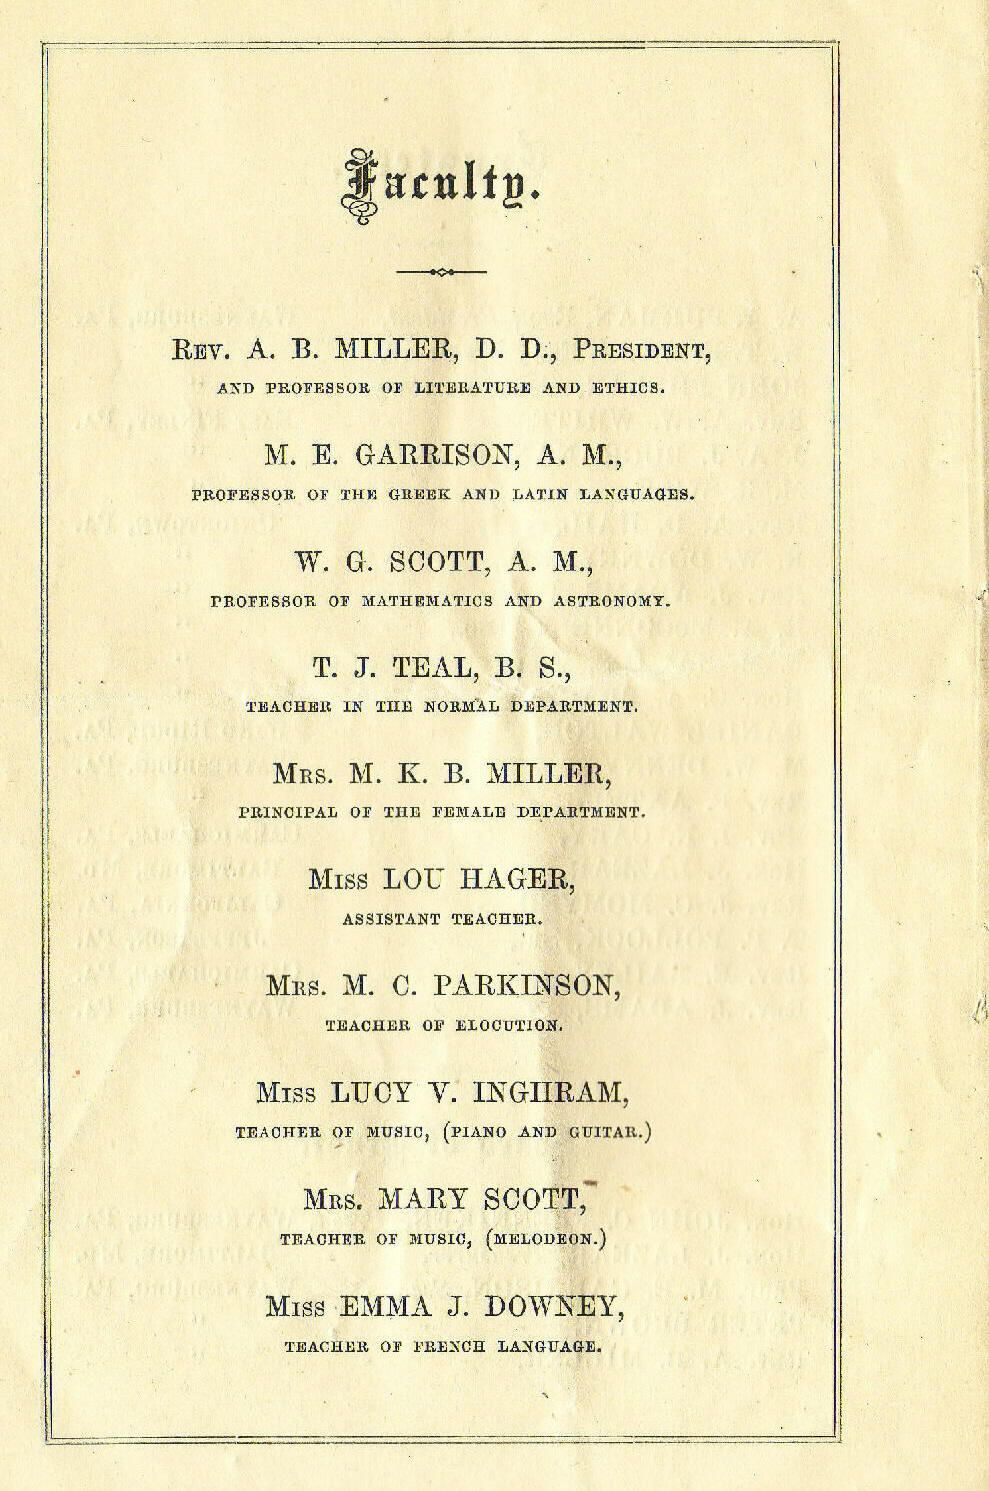 Faculty.
REV. A. B. MILLER, D. D., PRESIDENT,
AND PROFESSOR OF LITERATURE AND ETHICS.
M. E. GARRISON, A. M.,
PROFESSOR OF THE GREEK AND LATIN LANGUAGES.
W. G. SCOTT, A. M.,
PROFESSOR OF MATHEMATICS AND ASTRONOMY.
T. J. TEAL, B. S.,
TEACHER IN THE NORMAL DEPARTMENT.
MRS. M. K. B. MILLER,
PRINCIPAL OF THE FEMALE DEPARTMENT.
MISS LOU HAGER,
ASSISTANT TEACHER.
MRS. M. C. PARKINSON,
TEACHER OF ELOCUTION.
MISS LUCY V. INGHRAM,
TEACHER OF MUSIC, (PIANO AND GUITAR.)
MRS. MARY SCOTT,
TEACHER OF MUSIC, (MELODEON.)
MISS EMMA J. DOWNEY,
TEACHER OF FRENCH LANGUAGE.